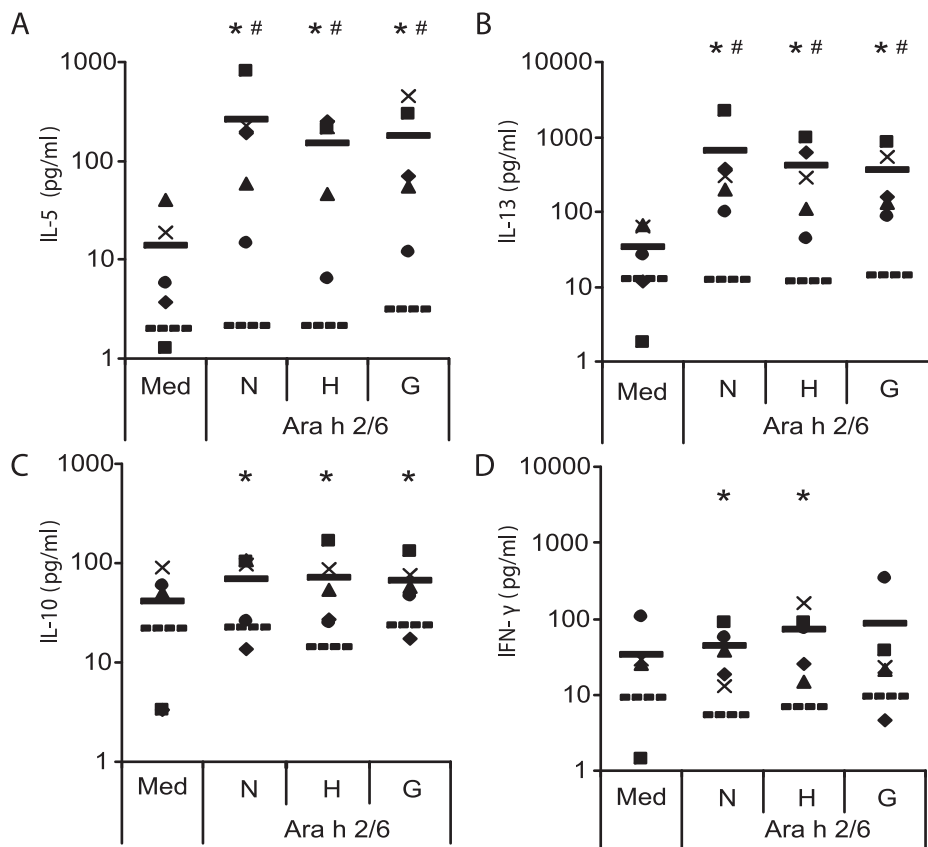 A
* # * # * #
IL-5 (pg/ml)
1000
100
10
1
Med N H G
Ara h 2/6
B
* # * # * #
IL-13 (pg/ml)
10000
1000
100
10
1
Med N H G
Ara h 2/6
C
* * *
IL-10 (pg/ml)
1000
100
10
1
Med N H G
Ara h 2/6
D
* *
IFN- γ (pg/ml)
10000
1000
100
10
1
Med N H G
Ara h 2/6